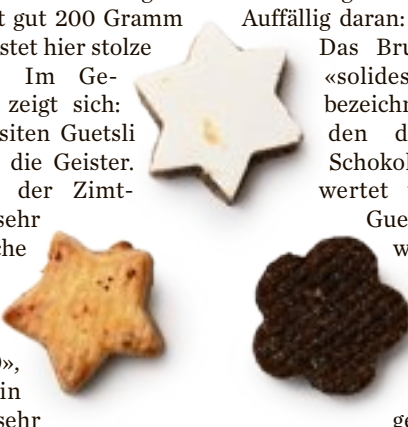 t gut 200 Gramm
stet hier stolze
Im Ge-
zeigt sich:
siten Guetsli
die Geister.
der Zimt-
sehr
che
»,
in
sehr
Auffällig daran:
Das Bru
«solides
bezeichn
den d
Schokol
wertet
Gue
w
ge